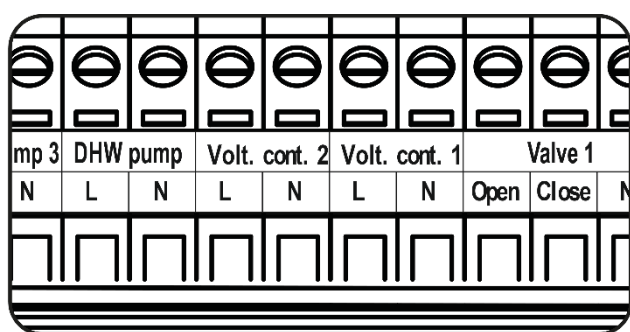 mp 3 DHW pump Volt. cont. 2 Volt. cont. 1 Valve 1
N L N L N L N Open Close N